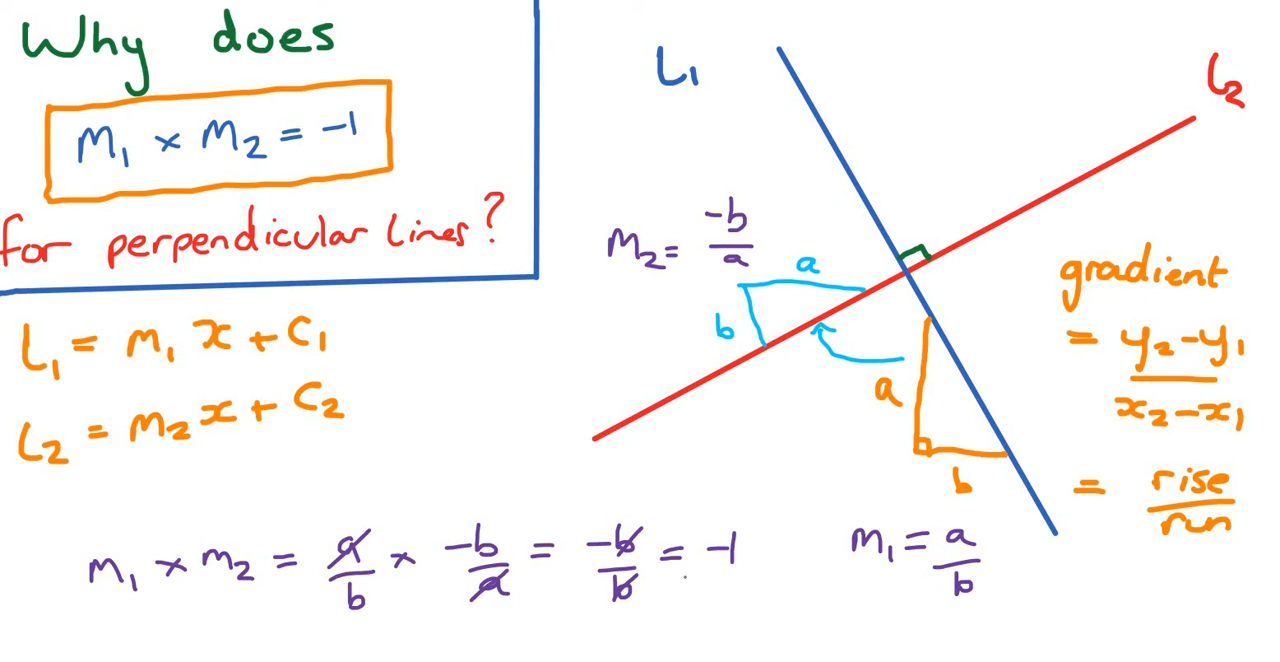 Why does
m₁ × m₂ = -1
for perpendicular lines?
L₁ = m₁x + c₁
L₂ = m₂x + c₂
L₁
L₂
m₂ = -b/a
a
b
a
b
gradient
= y₂-y₁/x₂-x₁
= rise/run
m₁ × m₂ = a/b × -b/a = -b/b = -1
m₁ = a/b